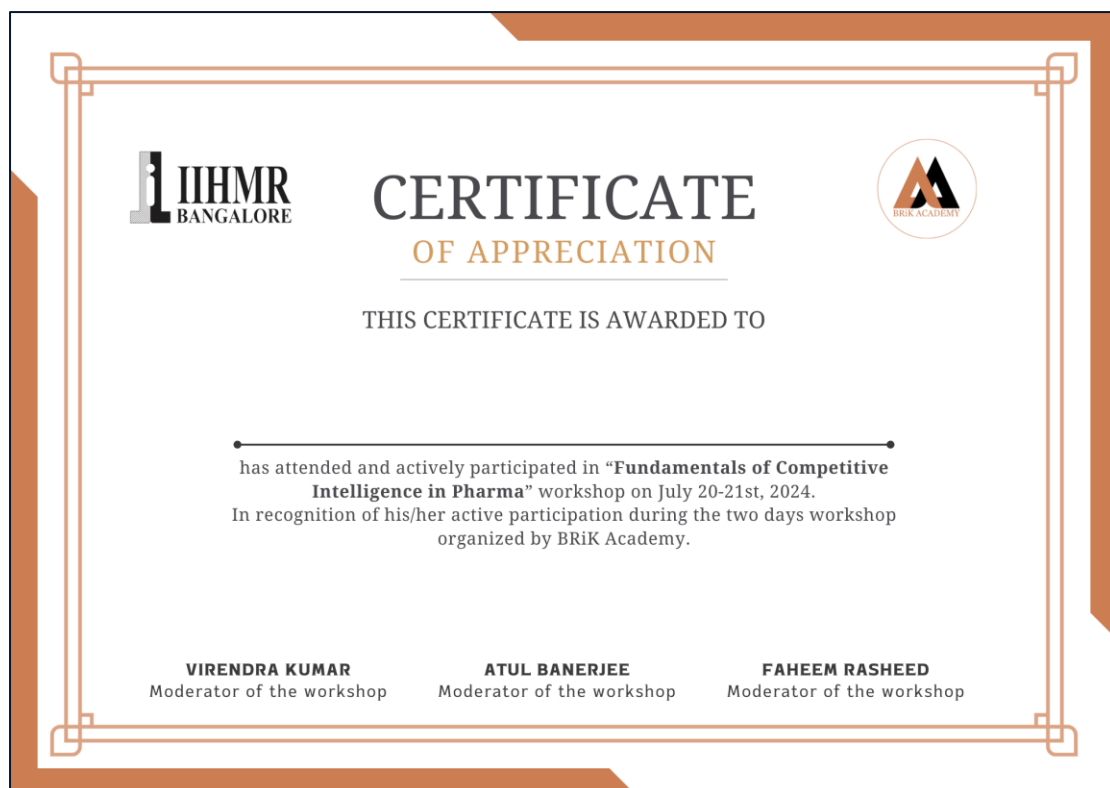 IIHMR
BANGALORE
CERTIFICATE
OF APPRECIATION
BRiK ACADEMY
THIS CERTIFICATE IS AWARDED TO
has attended and actively participated in “Fundamentals of Competitive
Intelligence in Pharma” workshop on July 20-21st, 2024.
In recognition of his/her active participation during the two days workshop
organized by BRiK Academy.
VIRENDRA KUMAR
Moderator of the workshop
ATUL BANERJEE
Moderator of the workshop
FAHEEM RASHEED
Moderator of the workshop